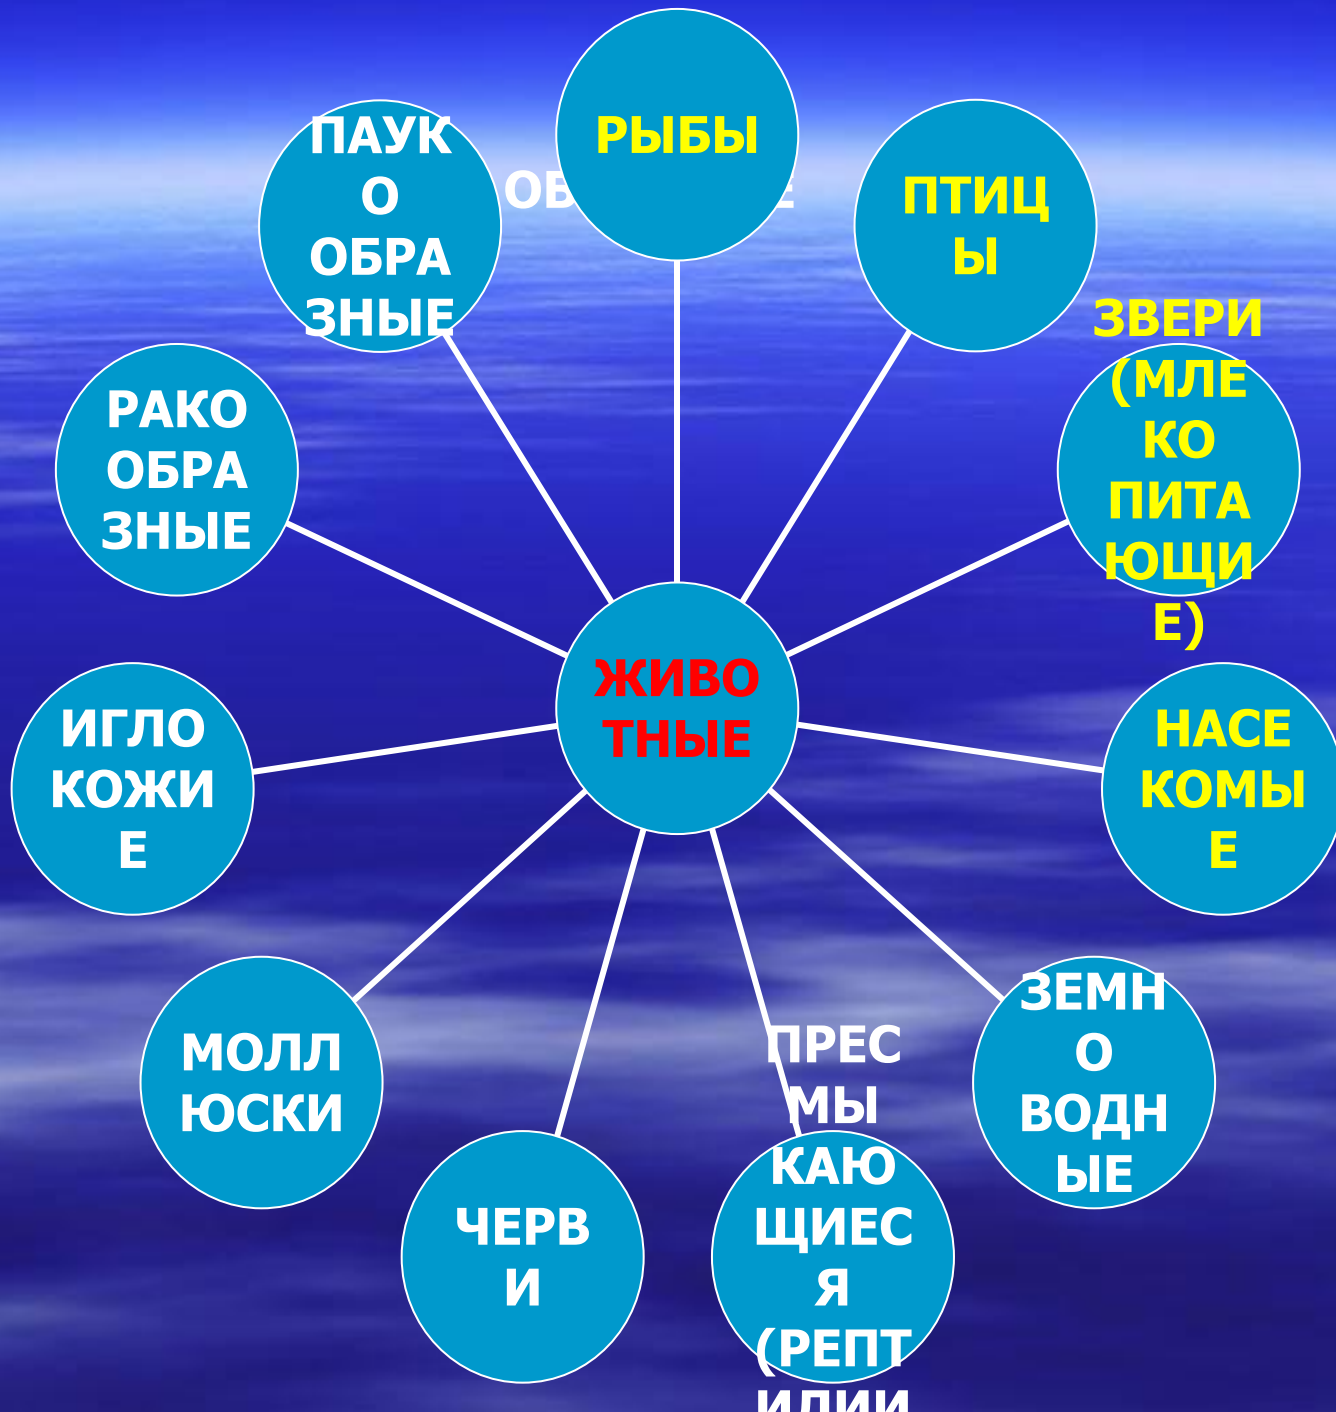 РЫБЫ
ПТИЦ
Ы
ЗВЕРИ
(МЛЕ
КО
ПИТА
ЮЩИ
Е)
НАСЕ
КОМЫ
Е
ЗЕМН
О
ВОДН
ЫЕ
ПРЕС
МЫ
КАЮ
ЩИЕС
Я
(РЕПТ
ИЛИИ
ЧЕРВ
И
МОЛЛ
ЮСКИ
ИГЛО
КОЖИ
Е
РАКО
ОБРА
ЗНЫЕ
ПАУК
О
ОБРА
ЗНЫЕ
ЖИВО
ТНЫЕ